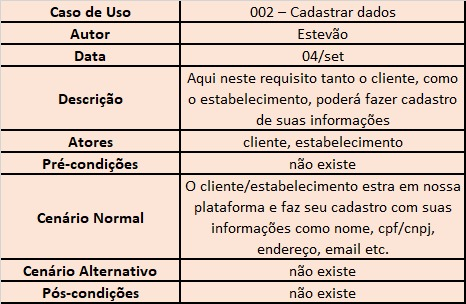 Caso de Uso 002 – Cadastrar dados
Autor Estevão
Data 04/set
Descrição Aqui neste requisito tanto o cliente, como
o estabelecimento, poderá fazer cadastro
de suas informações
Atores cliente, estabelecimento
Pré-condições não existe
Cenário Normal O cliente/estabelecimento estra em nossa
plataforma e faz seu cadastro com suas
informações como nome, cpf/cnpj,
endereço, email etc.
Cenário Alternativo não existe
Pós-condições não existe